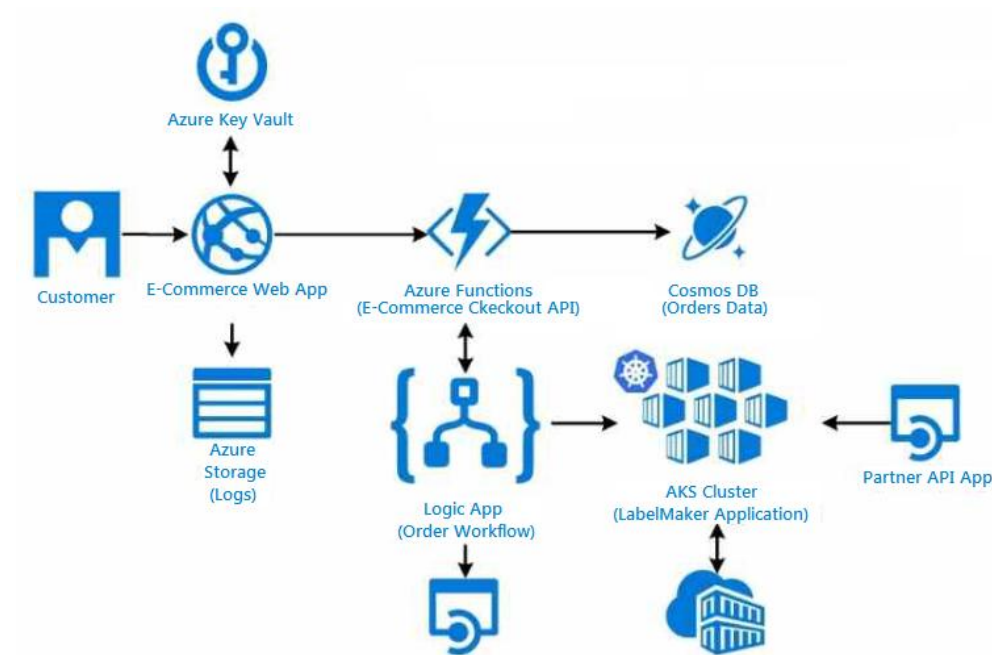 Azure Key Vault
Customer
E-Commerce Web App
Azure Functions
(E-Commerce Ckeckout API)
Cosmos DB
(Orders Data)
Azure
Storage
(Logs)
Logic App
(Order Workflow)
AKS Cluster
(LabelMaker Application)
Partner API App